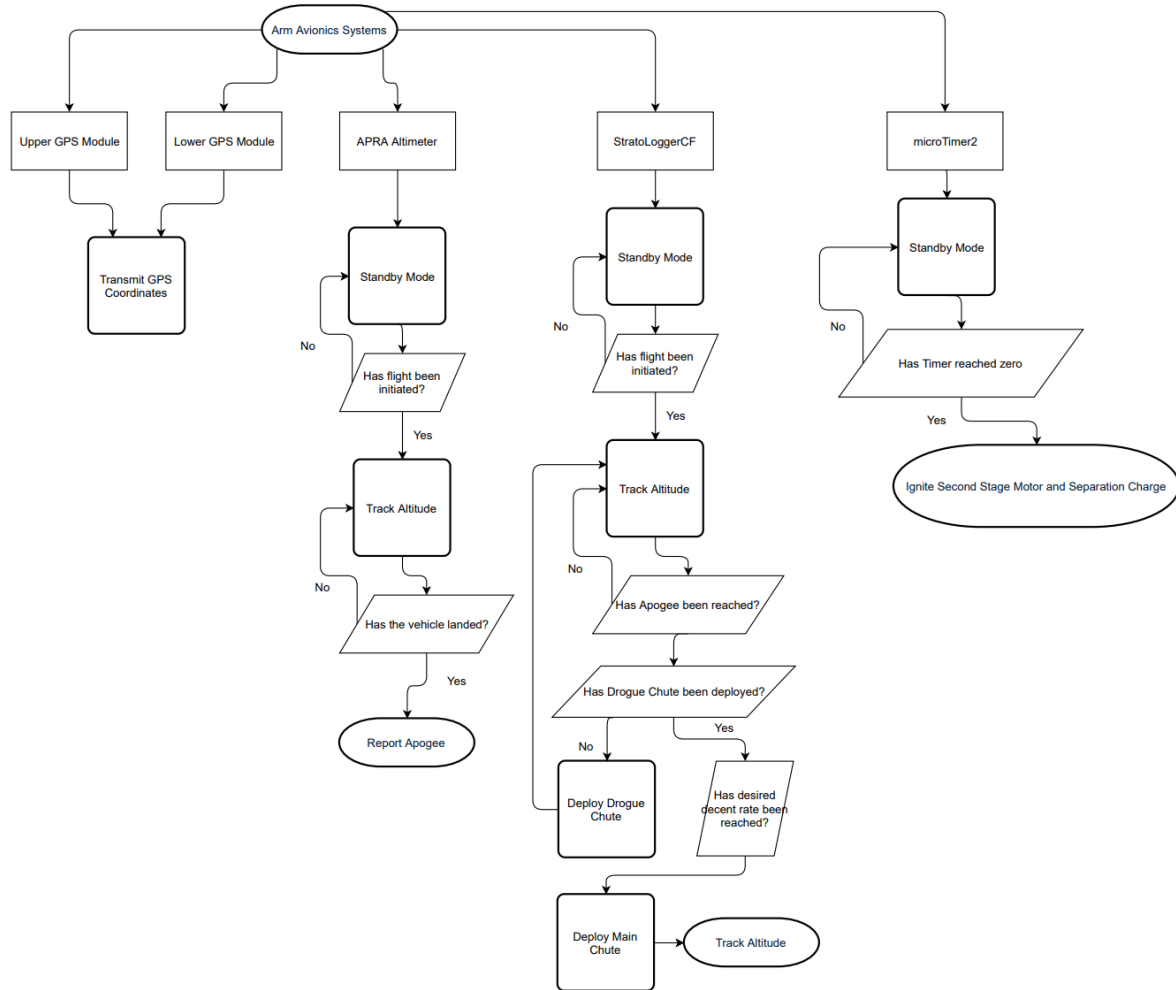 Arm Avionics Systems
Upper GPS Module
Lower GPS Module
APRA Altimeter
StratoLoggerCF
microTimer2
Transmit GPS
Coordinates
Standby Mode
Standby Mode
Standby Mode
No
No
No
Has flight been
initiated?
Has flight been
initiated?
Has Timer reached zero
Yes
Yes
Yes
Track Altitude
Track Altitude
Ignite Second Stage Motor and Separation Charge
No
No
Has the vehicle landed?
Has Apogee been reached?
Yes
Has Drogue Chute been deployed?
Report Apogee
No
Yes
Deploy Drogue
Chute
Has desired
decent rate been
reached?
Deploy Main
Chute
Track Altitude